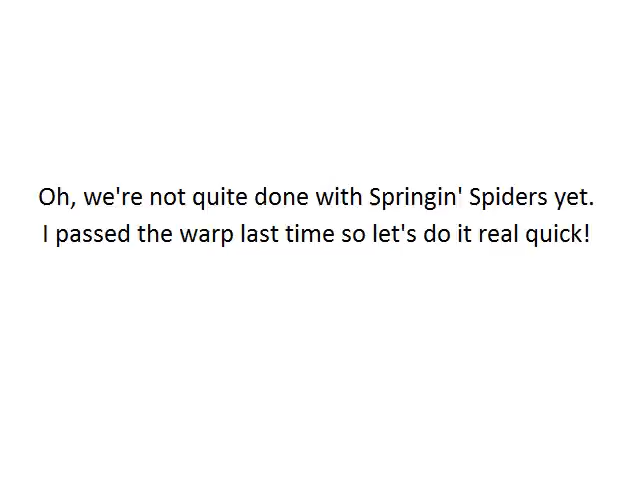 Oh, we're not quite done with Springin' Spiders yet.
I passed the warp last time so let's do it real quick!